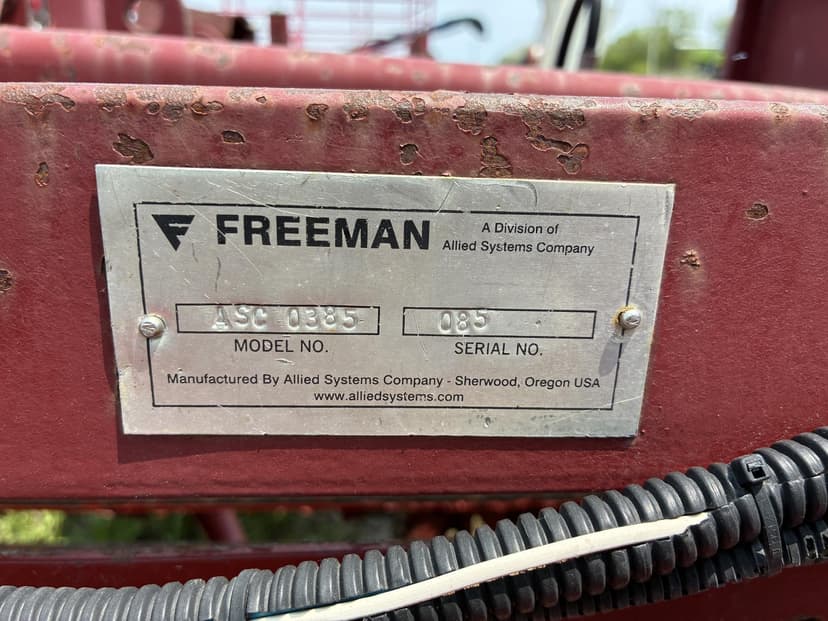 FREEMAN
A Division of
Allied Systems Company
ASC 0385
085
MODEL NO.
SERIAL NO.
Manufactured By Allied Systems Company - Sherwood, Oregon USA
www.alliedsystems.com